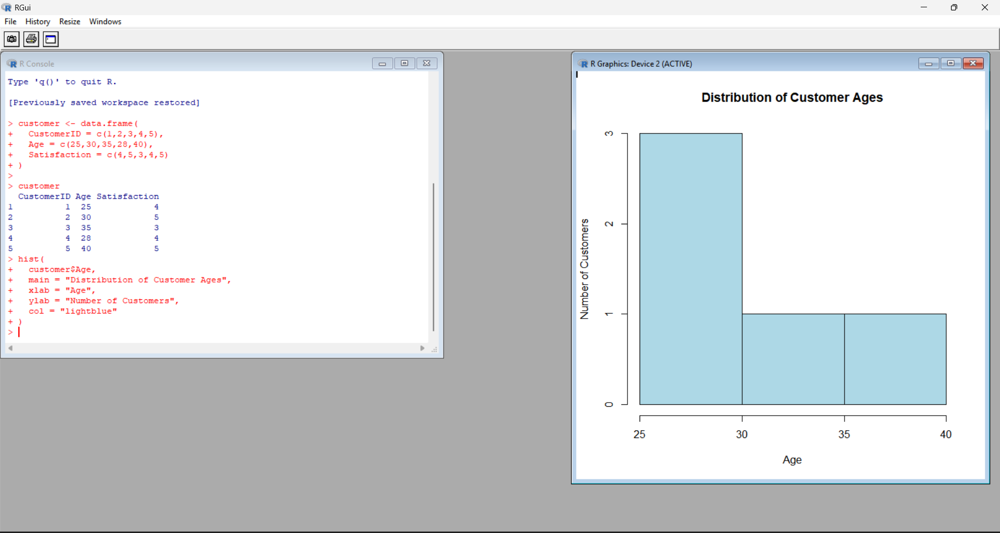 RGui
File History Resize Windows
R Console
Type 'q()' to quit R.
[Previously saved workspace restored]
> customer <- data.frame(
+   CustomerID = c(1,2,3,4,5),
+   Age = c(25,30,35,28,40),
+   Satisfaction = c(4,5,3,4,5)
+ )
>
> customer
  CustomerID Age Satisfaction
1          1  25            4
2          2  30            5
3          3  35            3
4          4  28            4
5          5  40            5
> hist(
+   customer$Age,
+   main = "Distribution of Customer Ages",
+   xlab = "Age",
+   ylab = "Number of Customers",
+   col = "lightblue"
+ )
>
R Graphics: Device 2 (ACTIVE)
Distribution of Customer Ages
Number of Customers
3
2
1
0
25 30 35 40
Age